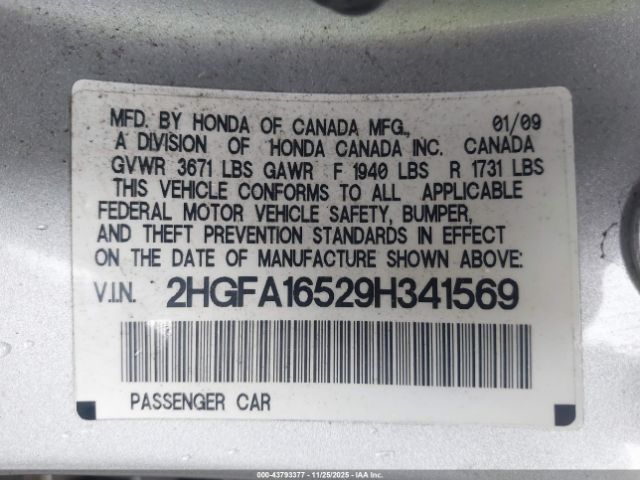 MFD. BY HONDA OF CANADA MFG., 01/09
A DIVISION OF HONDA CANADA INC. CANADA
GVWR 3671 LBS GAWR F 1940 LBS R 1731 LBS
THIS VEHICLE CONFORMS TO ALL APPLICABLE
FEDERAL MOTOR VEHICLE SAFETY, BUMPER,
AND THEFT PREVENTION STANDARDS IN EFFECT
ON THE DATE OF MANUFACTURE SHOWN ABOVE:
V.I.N. 2HGFA16529H341569
PASSENGER CAR
000-43793377 - 11/25/2025 - IAA Inc.